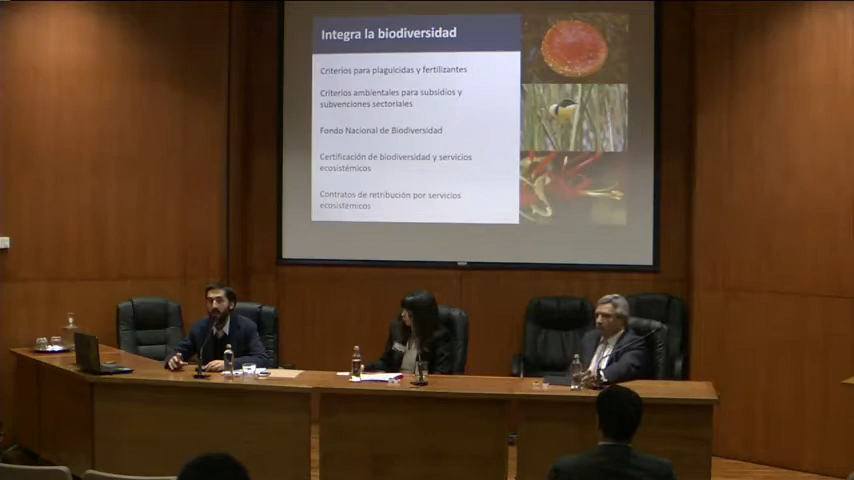 Integra la biodiversidad
Criterios para plaguicidas y fertilizantes
Criterios ambientales para subsidios y
subvenciones sectoriales
Fondo Nacional de Biodiversidad
Certificación de biodiversidad y servicios
ecosistémicos
Contratos de retribución por servicios
ecosistémicos